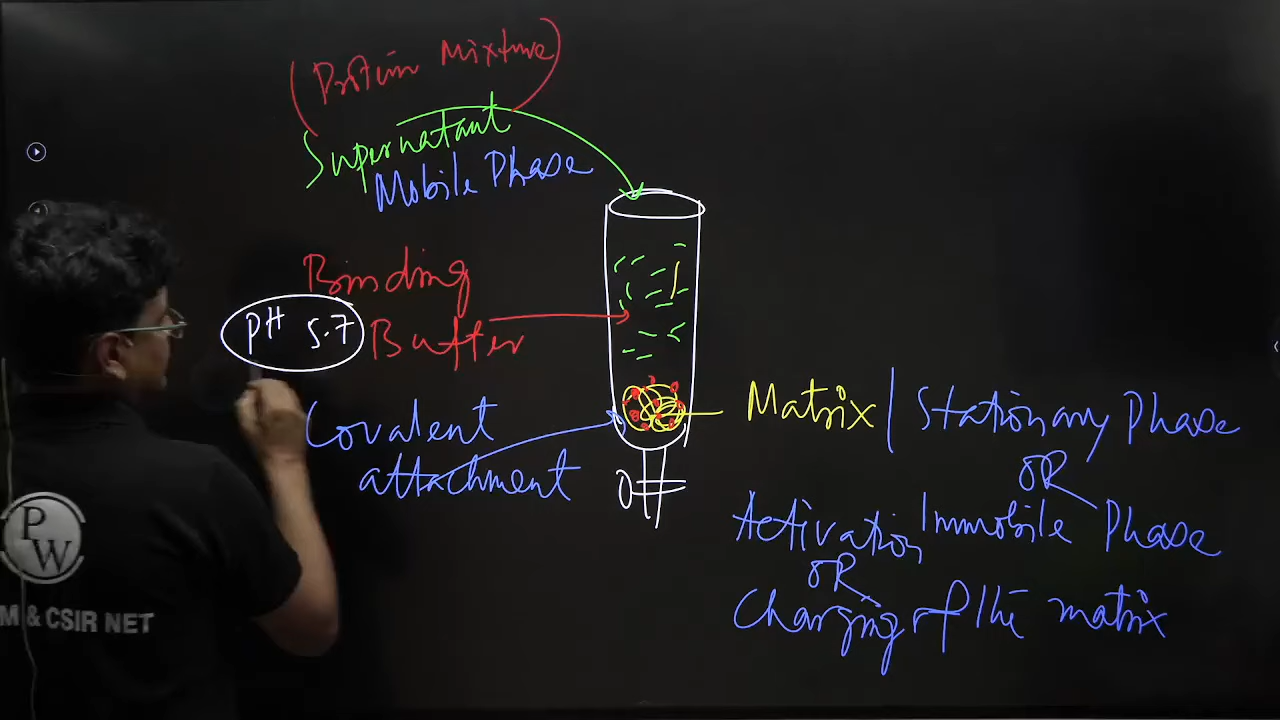 (Protein Mixture)
Supernatant
Mobile Phase
Binding
pH 5.7
Buffer
Covalent
attachment
Matrix / Stationary Phase
OR
Immobile Phase
Activation
OR
Charging of the matrix
PW
M & CSIR NET